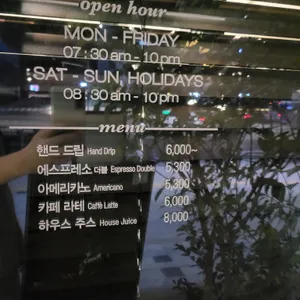 open hour
MON - FRIDAY
07 : 30 am - 10 pm
SAT - SUN, HOLIDAYS
08 : 30 am - 10 pm
menu
핸드 드립 Hand Drip 6,000~
에스프레소 더블 Espresso Double 5,300
아메리카노 Americano 5,300
카페 라테 Caffè Latte 6,000
하우스 주스 House Juice 8,000